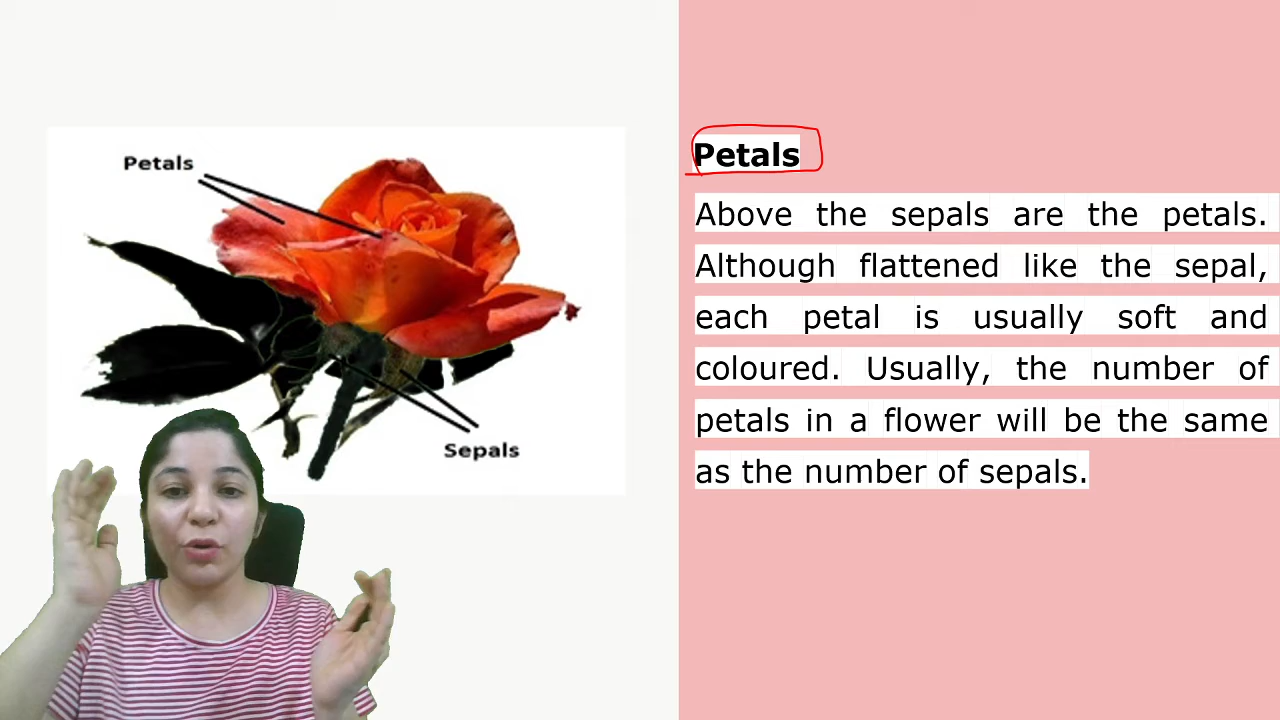 Petals
Sepals
Petals
Above the sepals are the petals.
Although flattened like the sepal,
each petal is usually soft and
coloured. Usually, the number of
petals in a flower will be the same
as the number of sepals.